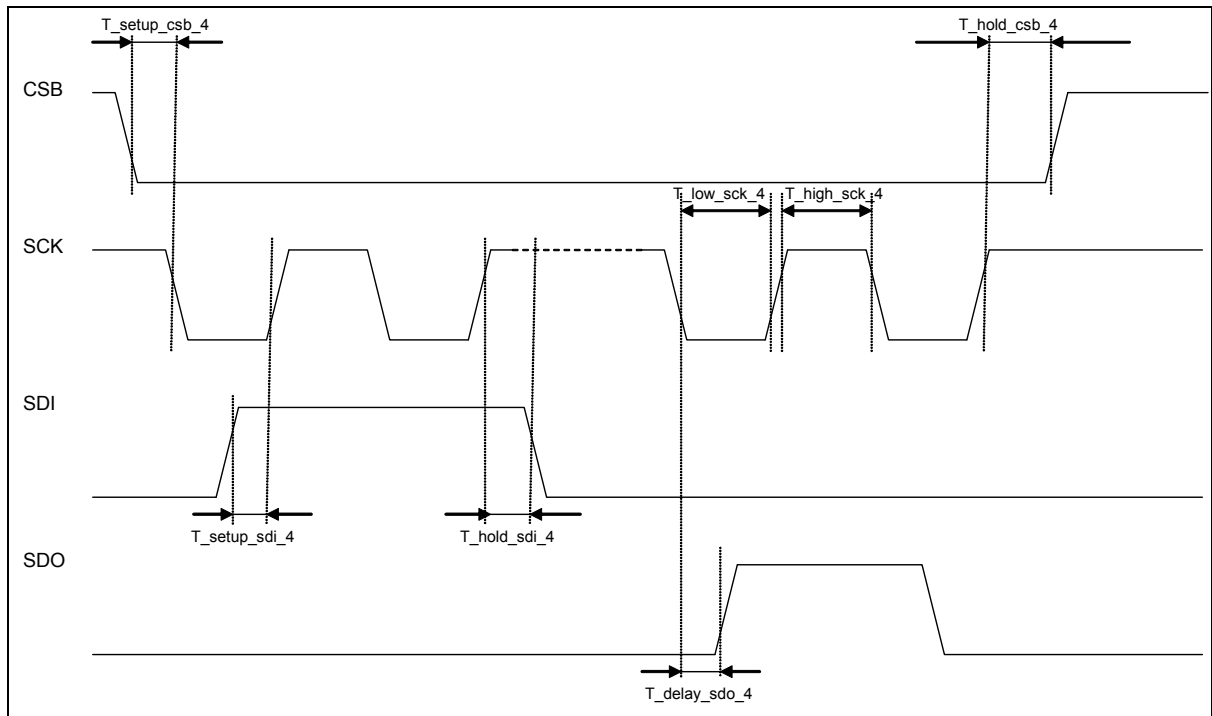 T_setup_csb_4
T_hold_csb_4
CSB
T_low_sck_4
T_high_sck_4
SCK
SDI
T_setup_sdi_4
T_hold_sdi_4
SDO
T_delay_sdo_4